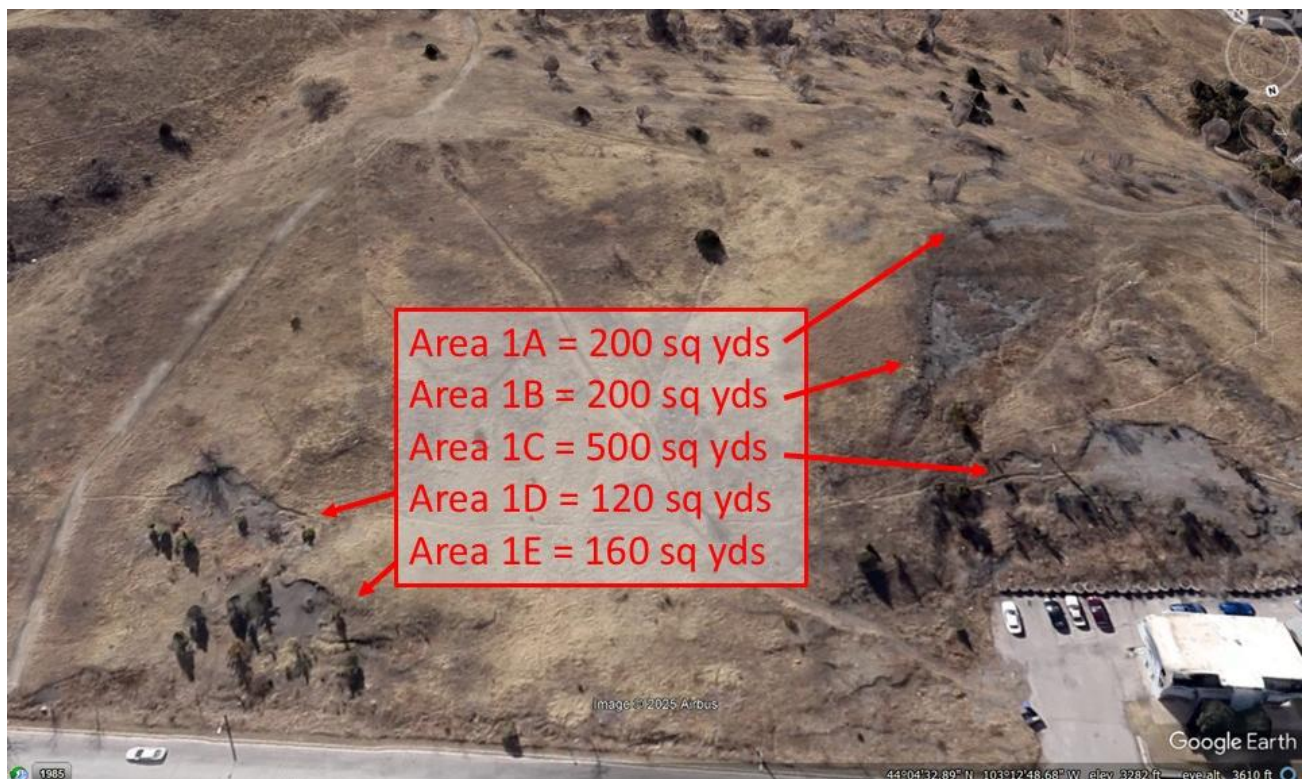 N
Area 1A = 200 sq yds
Area 1B = 200 sq yds
Area 1C = 500 sq yds
Area 1D = 120 sq yds
Area 1E = 160 sq yds
Image © 2025 Airbus
Google Earth
1985
44°04'32.89" N 103°12'48.68" W elev 3282 ft eye alt 3610 ft